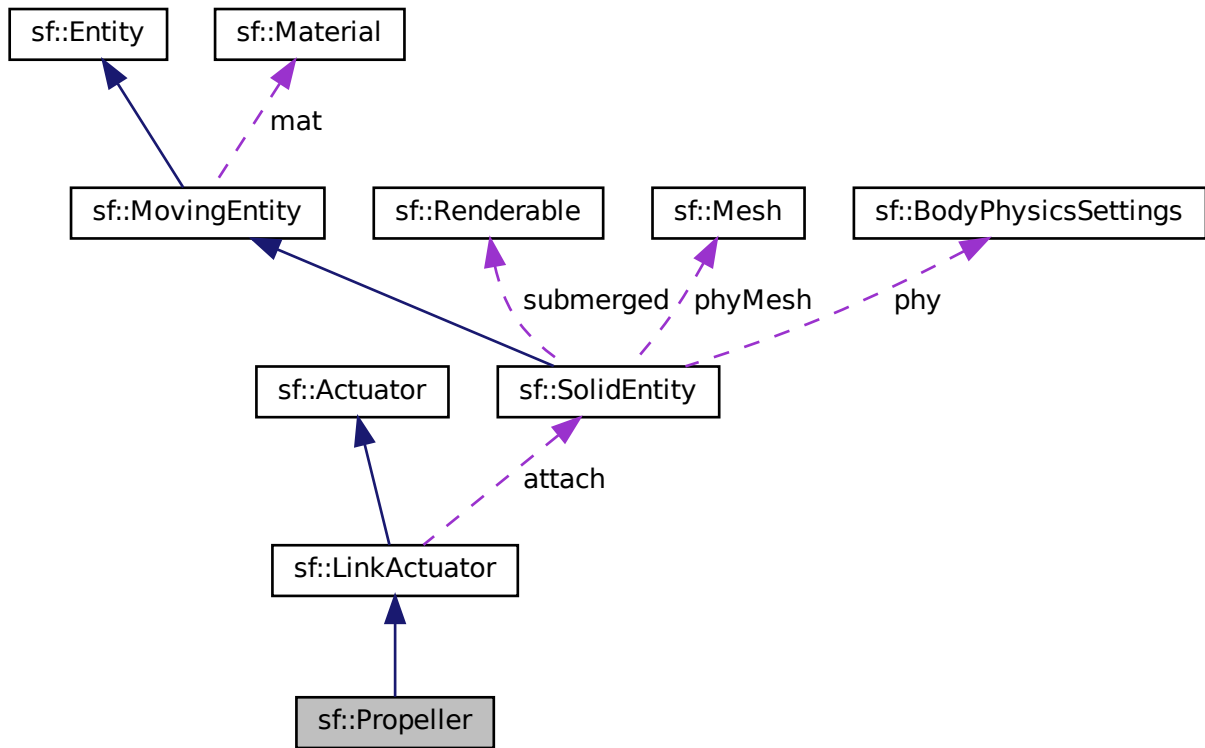 sf::Entity
sf::Material
mat
sf::MovingEntity
sf::Renderable
sf::Mesh
sf::BodyPhysicsSettings
submerged
phyMesh
phy
sf::Actuator
sf::SolidEntity
attach
sf::LinkActuator
sf::Propeller